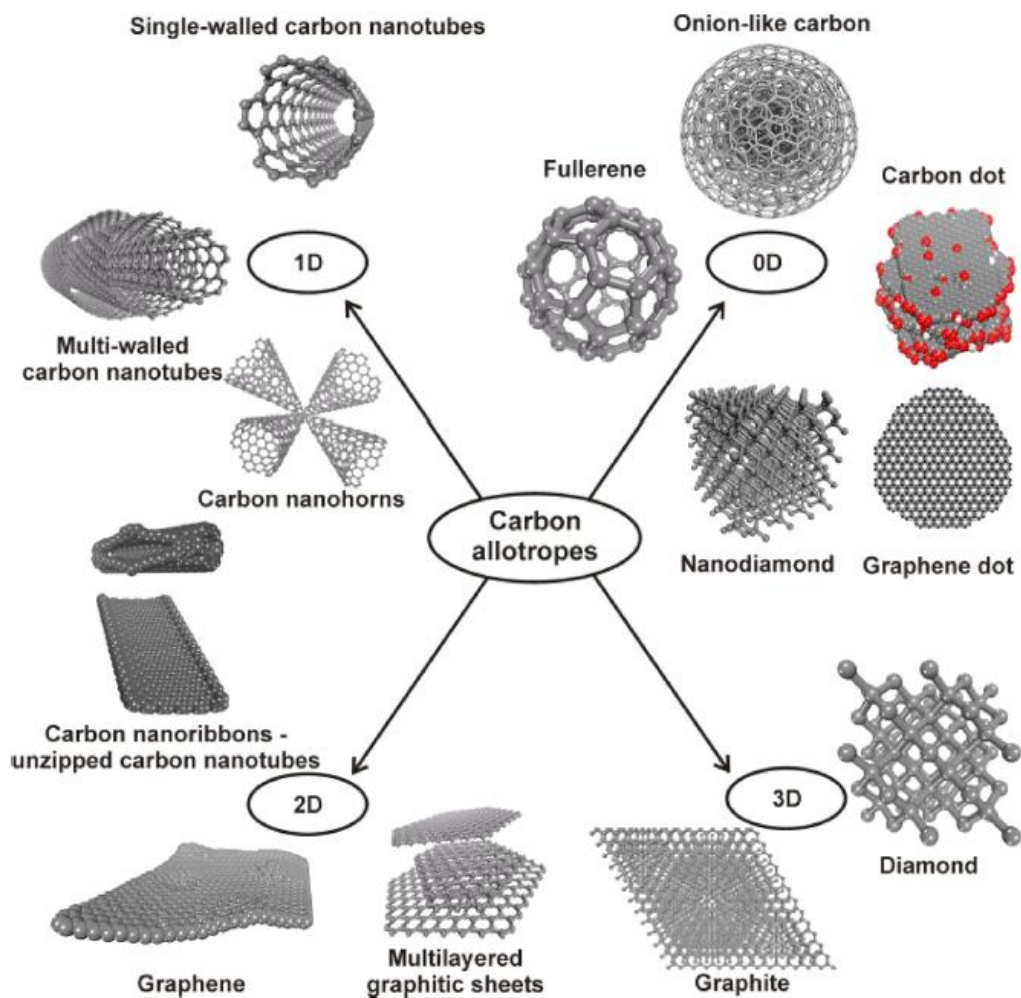 Single-walled carbon nanotubes
Onion-like carbon
Fullerene
Carbon dot
1D
0D
Multi-walled
carbon nanotubes
Carbon nanohorns
Carbon
allotropes
Nanodiamond
Graphene dot
Carbon nanoribbons -
unzipped carbon nanotubes
2D
3D
Diamond
Graphene
Multilayered
graphitic sheets
Graphite